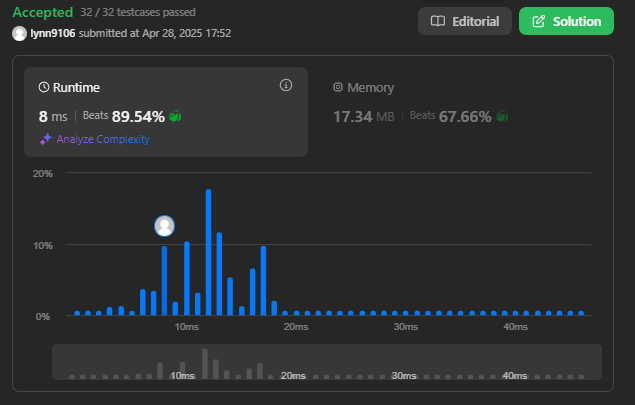 Accepted 32 / 32 testcases passed
lynn9106 submitted at Apr 28, 2025 17:52
Editorial
Solution
Runtime
8 ms | Beats 89.54%
Analyze Complexity
Memory
17.34 MB | Beats 67.66%
20%
10%
0%
10ms 20ms 30ms 40ms
10ms 20ms 30ms 40ms